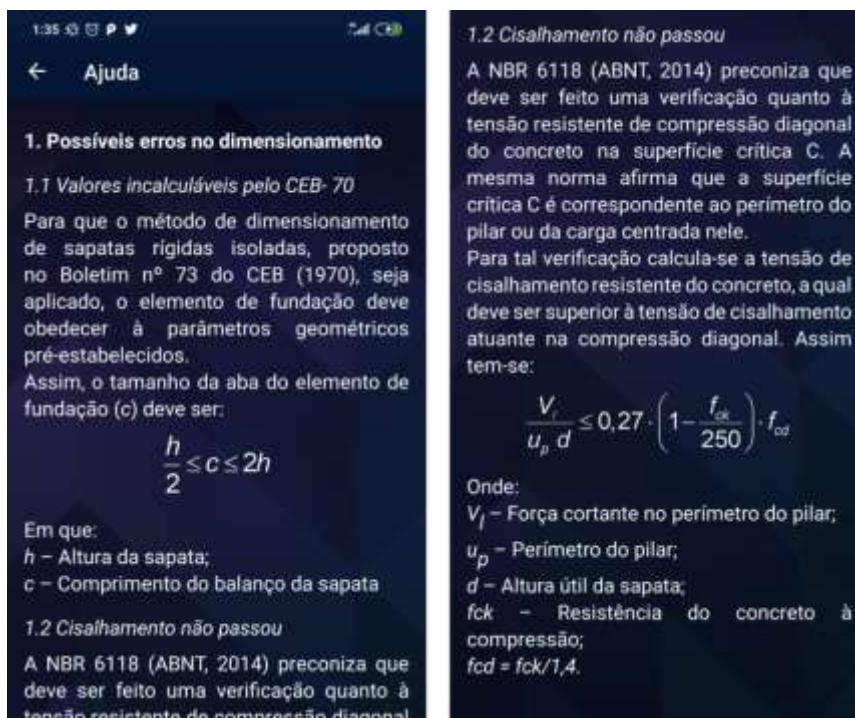 1:35
← Ajuda
1. Possíveis erros no dimensionamento
1.1 Valores incalculáveis pelo CEB- 70
Para que o método de dimensionamento
de sapatas rígidas isoladas, proposto
no Boletim nº 73 do CEB (1970), seja
aplicado, o elemento de fundação deve
obedecer à parâmetros geométricos
pré-estabelecidos.
Assim, o tamanho da aba do elemento de
fundação (c) deve ser:
h/2 ≤ c ≤ 2h
Em que:
h – Altura da sapata;
c – Comprimento do balanço da sapata
1.2 Cisalhamento não passou
A NBR 6118 (ABNT, 2014) preconiza que
deve ser feito uma verificação quanto à
tensão resistente de compressão diagonal
1.2 Cisalhamento não passou
A NBR 6118 (ABNT, 2014) preconiza que
deve ser feito uma verificação quanto à
tensão resistente de compressão diagonal
do concreto na superfície crítica C. A
mesma norma afirma que a superfície
crítica C é correspondente ao perímetro do
pilar ou da carga centrada nele.
Para tal verificação calcula-se a tensão de
cisalhamento resistente do concreto, a qual
deve ser superior à tensão de cisalhamento
atuante na compressão diagonal. Assim
tem-se:
V_l/(u_p d) ≤ 0,27 · (1 − f_ck/250) · f_cd
Onde:
V_l – Força cortante no perímetro do pilar;
u_p – Perímetro do pilar;
d – Altura útil da sapata;
fck – Resistência do concreto à
compressão;
fcd = fck/1,4.